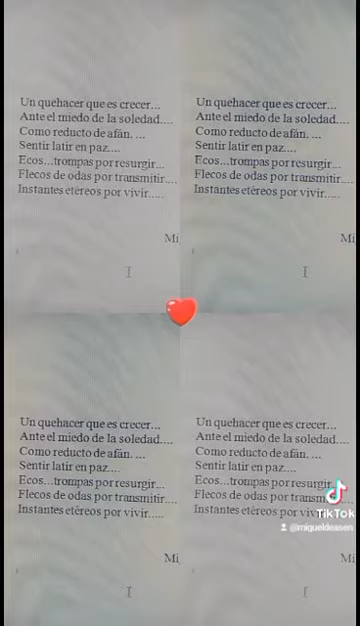 Un quehacer que es crecer...
Ante el miedo de la soledad....
Como reducto de afán. ...
Sentir latir en paz....
Ecos...trompas por resurgir...
Flecos de odas por transmitir....
Instantes etéreos por vivir.....
Mi
Un quehacer que es crecer...
Ante el miedo de la soledad....
Como reducto de afán. ...
Sentir latir en paz....
Ecos...trompas por resurgir...
Flecos de odas por transmitir....
Instantes etéreos por vivir.....
Mi
Un quehacer que es crecer...
Ante el miedo de la soledad....
Como reducto de afán. ...
Sentir latir en paz....
Ecos...trompas por resurgir...
Flecos de odas por transmitir....
Instantes etéreos por vivir.....
Mi
Un quehacer que es crecer...
Ante el miedo de la soledad....
Como reducto de afán. ...
Sentir latir en paz....
Ecos...trompas por resurgir...
Flecos de odas por
Instantes etéreos por
TikTok
@migueldeasen
Mi